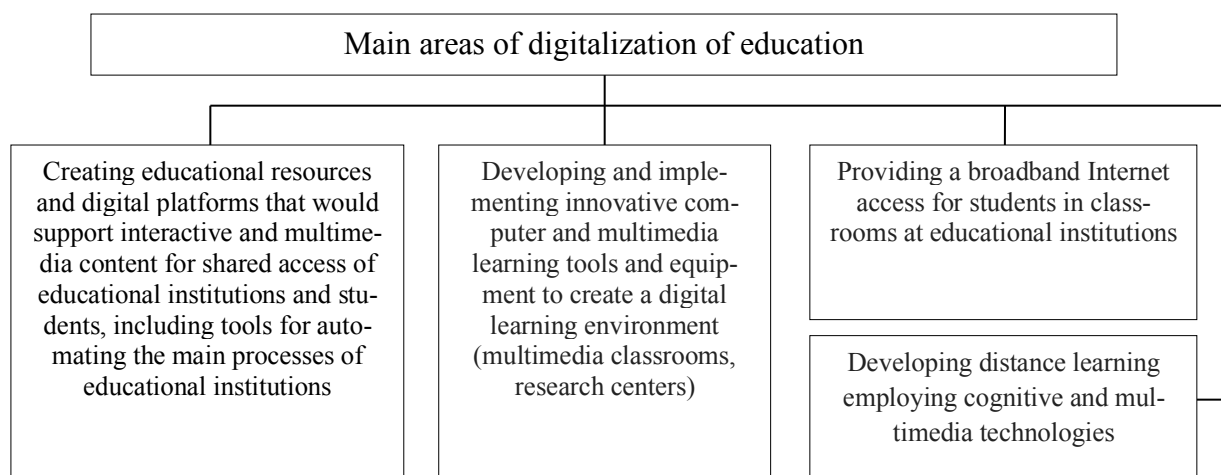 Main areas of digitalization of education
Creating educational resources
and digital platforms that would
support interactive and multime-
dia content for shared access of
educational institutions and stu-
dents, including tools for auto-
mating the main processes of
educational institutions
Developing and imple-
menting innovative com-
puter and multimedia
learning tools and equip-
ment to create a digital
learning environment
(multimedia classrooms,
research centers)
Providing a broadband Internet
access for students in class-
rooms at educational institutions
Developing distance learning
employing cognitive and mul-
timedia technologies